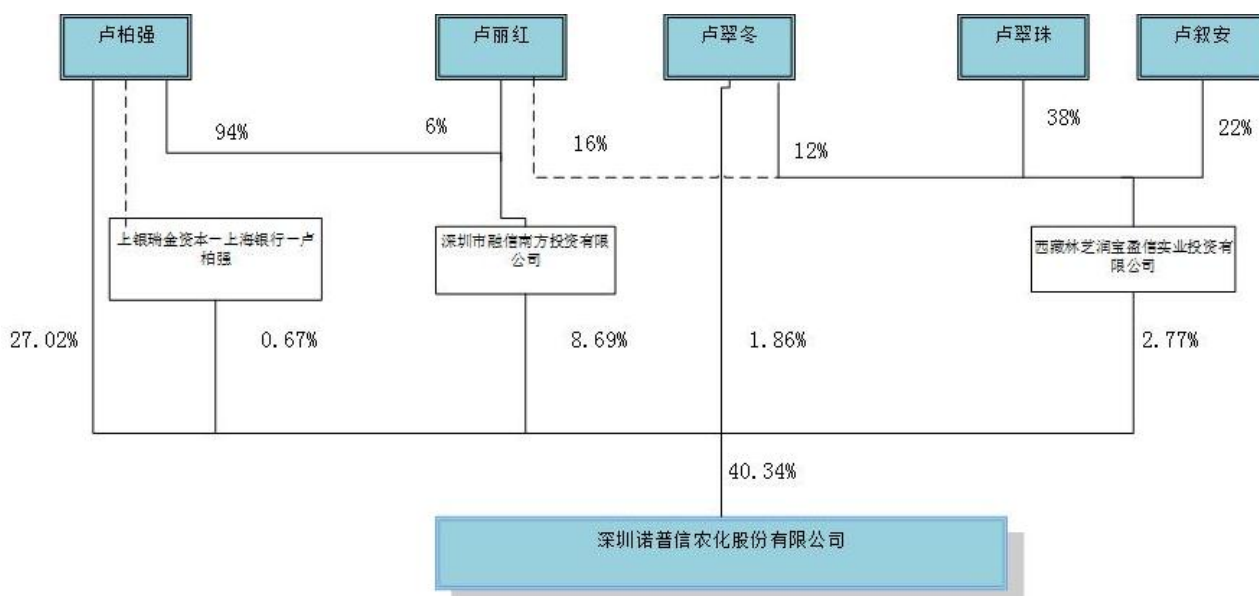 卢柏强
卢丽红
卢翠冬
卢翠珠
卢叙安
94%
6%
16%
12%
38%
22%
上银瑞金资本－上海银行－卢
柏强
深圳市融信南方投资有限
公司
西藏林芝润宝盈信实业投资有
限公司
27.02%
0.67%
8.69%
1.86%
2.77%
40.34%
深圳诺普信农化股份有限公司